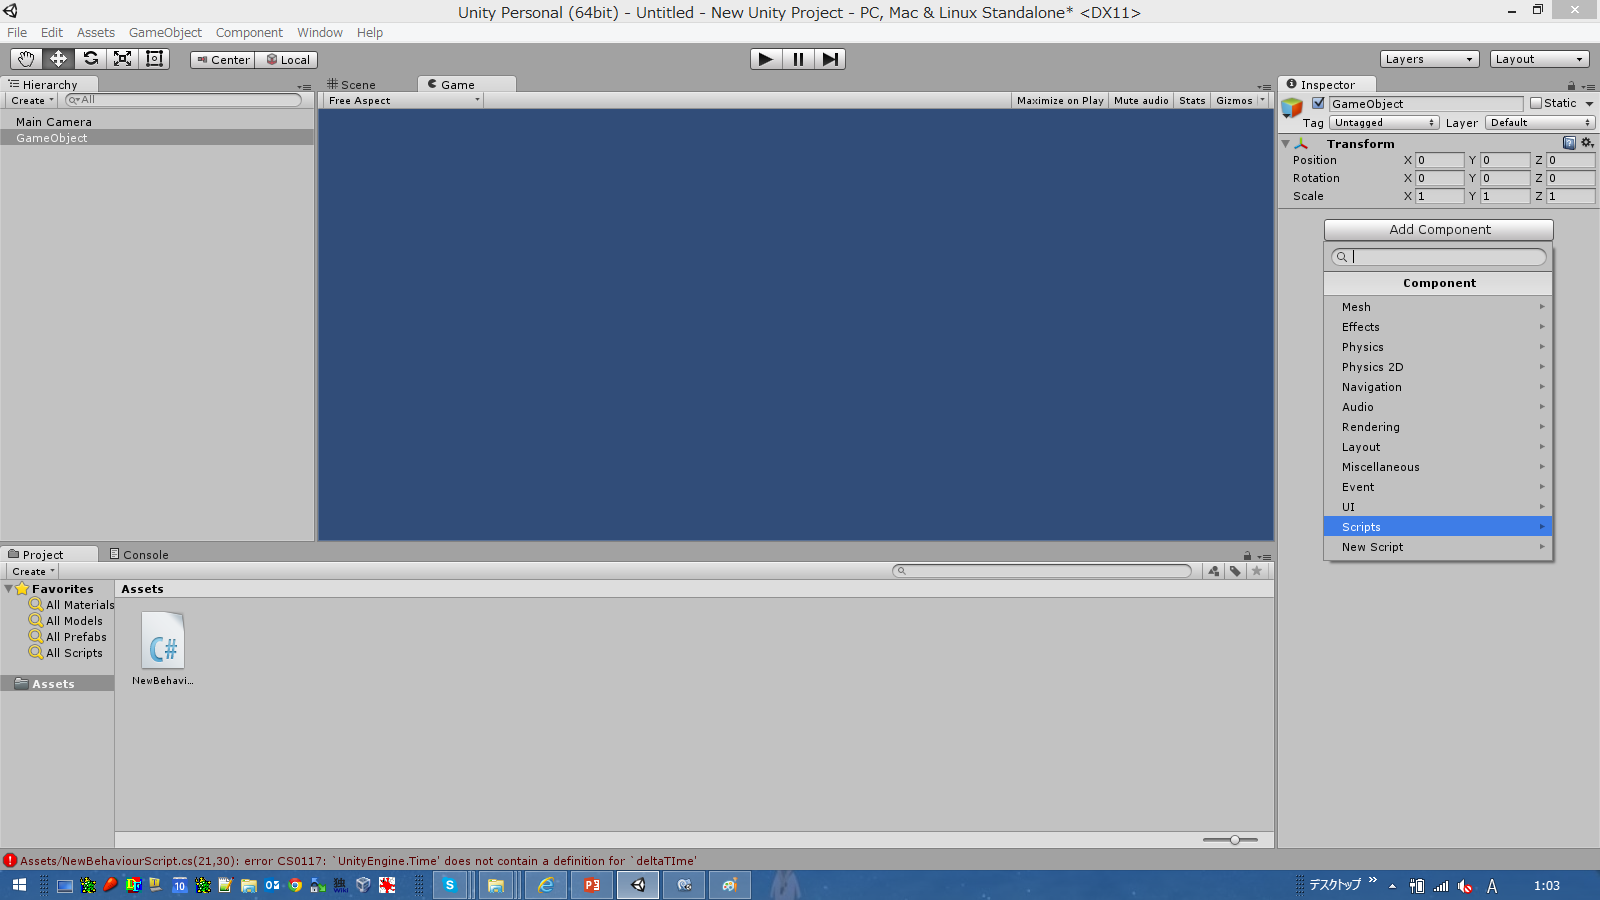 Unity Personal (64bit) - Untitled - New Unity Project - PC, Mac & Linux Standalone* <DX11>
File Edit Assets GameObject Component Window Help
Center Local Layers Layout
Hierarchy
Create All
Main Camera
GameObject
Scene Game
Free Aspect Maximize on Play Mute audio Stats Gizmos
Inspector
GameObject Static
Tag Untagged Layer Default
Transform
Position X 0 Y 0 Z 0
Rotation X 0 Y 0 Z 0
Scale X 1 Y 1 Z 1
Add Component
Component
Mesh
Effects
Physics
Physics 2D
Navigation
Audio
Rendering
Layout
Miscellaneous
Event
UI
Scripts
New Script
Project Console
Create
Favorites
All Materials
All Models
All Prefabs
All Scripts
Assets
Assets
C#
NewBehavi...
Assets/NewBehaviourScript.cs(21,30): error CS0117: `UnityEngine.Time' does not contain a definition for `deltaTIme'
10 独 デスクトップ A 1:03